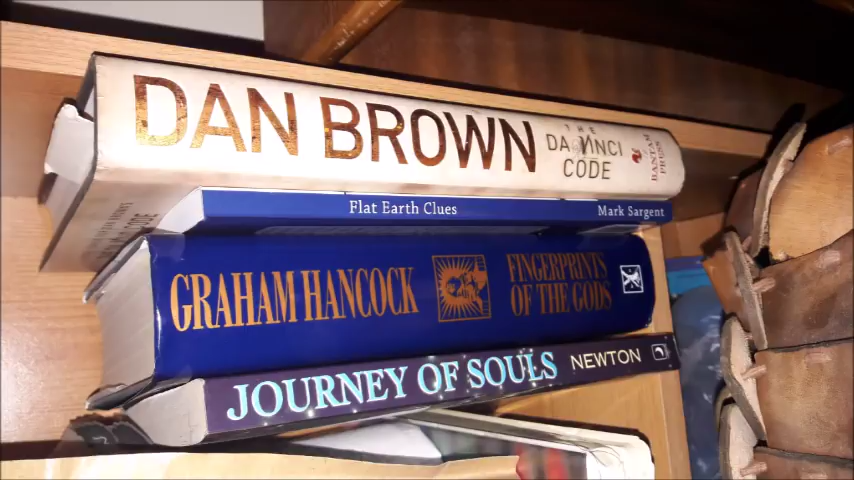 DAN BROWN
THE
DA VINCI
CODE
BANTAM
PRESS
Flat Earth Clues
Mark Sargent
GRAHAM HANCOCK
FINGERPRINTS
OF THE GODS
JOURNEY OF SOULS
NEWTON